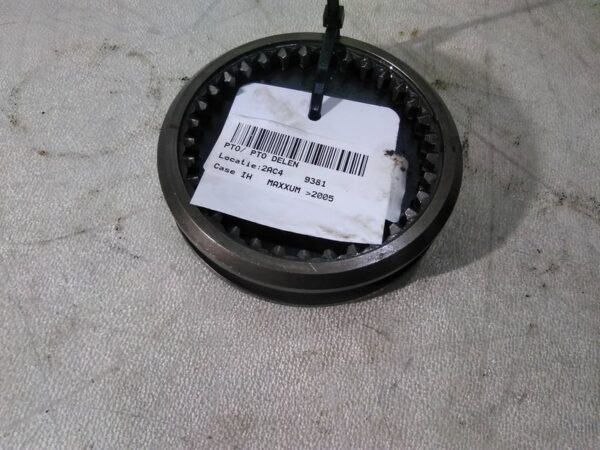 PTO/ PTO DELEN
Locatie:2AC4 9381
Case IH MAXXUM >2005